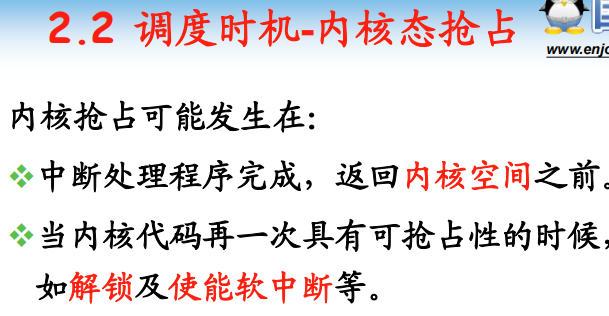 2.2 调度时机-内核态抢占
www.enjo
内核抢占可能发生在:
中断处理程序完成，返回内核空间之前。
当内核代码再一次具有可抢占性的时候，
如解锁及使能软中断等。